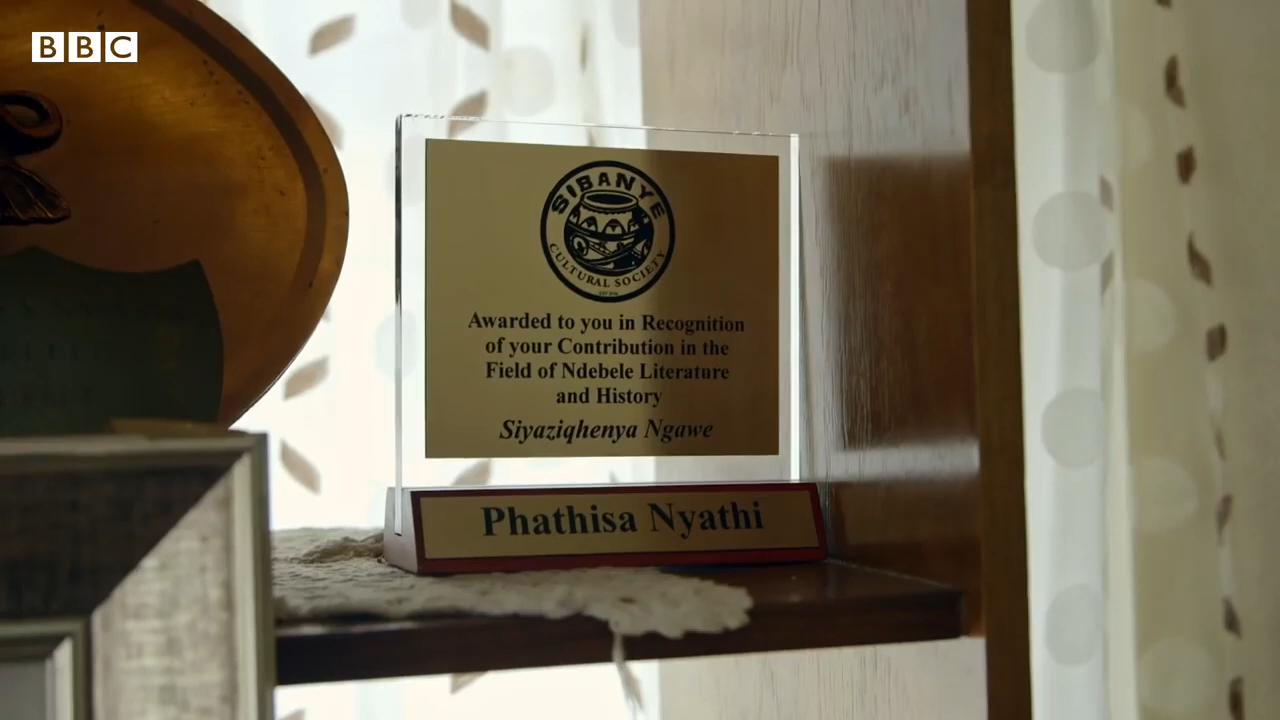 BBC
SIBANYE
CULTURAL SOCIETY
Awarded to you in Recognition
of your Contribution in the
Field of Ndebele Literature
and History
Siyaziqhenya Ngawe
Phathisa Nyathi